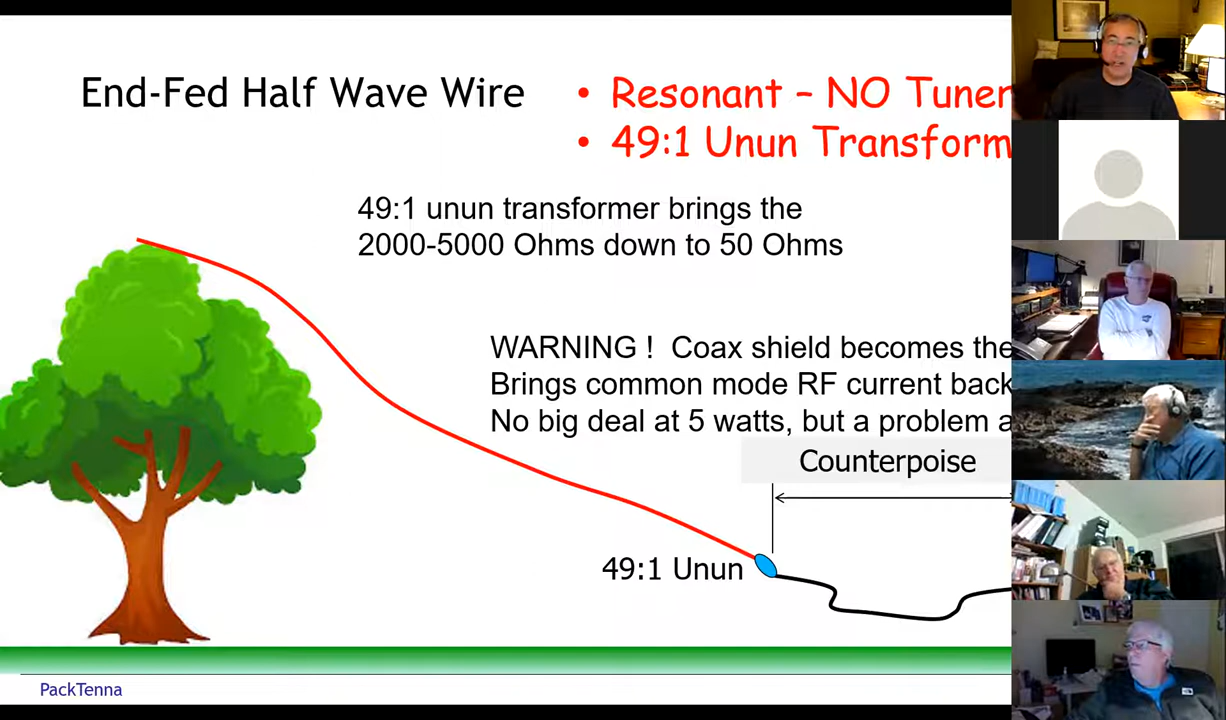 End-Fed Half Wave Wire
• Resonant – NO Tuner
• 49:1 Unun Transform
49:1 unun transformer brings the
2000-5000 Ohms down to 50 Ohms
WARNING ! Coax shield becomes the
Brings common mode RF current back
No big deal at 5 watts, but a problem a
Counterpoise
49:1 Unun
PackTenna